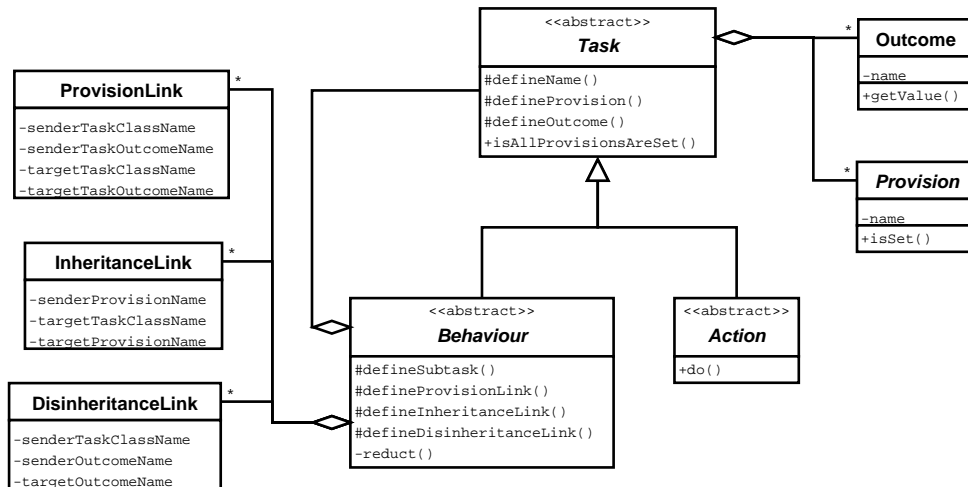 <<abstract>>
Task
#defineName()
#defineProvision()
#defineOutcome()
+isAllProvisionsAreSet()
*
Outcome
-name
+getValue()
*
Provision
-name
+isSet()
*
ProvisionLink
-senderTaskClassName
-senderTaskOutcomeName
-targetTaskClassName
-targetTaskOutcomeName
*
InheritanceLink
-senderProvisionName
-targetTaskClassName
-targetProvisionName
*
DisinheritanceLink
-senderTaskClassName
-senderOutcomeName
-targetOutcomeName
<<abstract>>
Behaviour
#defineSubtask()
#defineProvisionLink()
#defineInheritanceLink()
#defineDisinheritanceLink()
-reduct()
<<abstract>>
Action
+do()